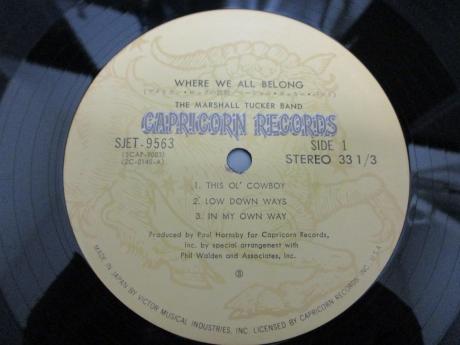 WHERE WE ALL BELONG
THE MARSHALL TUCKER BAND
CAPRICORN RECORDS
SJET-9563
SIDE 1
STEREO 33 1/3
1. THIS OL' COWBOY
2. LOW DOWN WAYS
3. IN MY OWN WAY
Produced by Paul Hornsby for Capricorn Records,
Inc. by special arrangement with
Phil Walden and Associates, Inc.
MADE IN JAPAN BY VICTOR MUSICAL INDUSTRIES, INC. LICENSED BY CAPRICORN RECORDS INC. U.S.A.